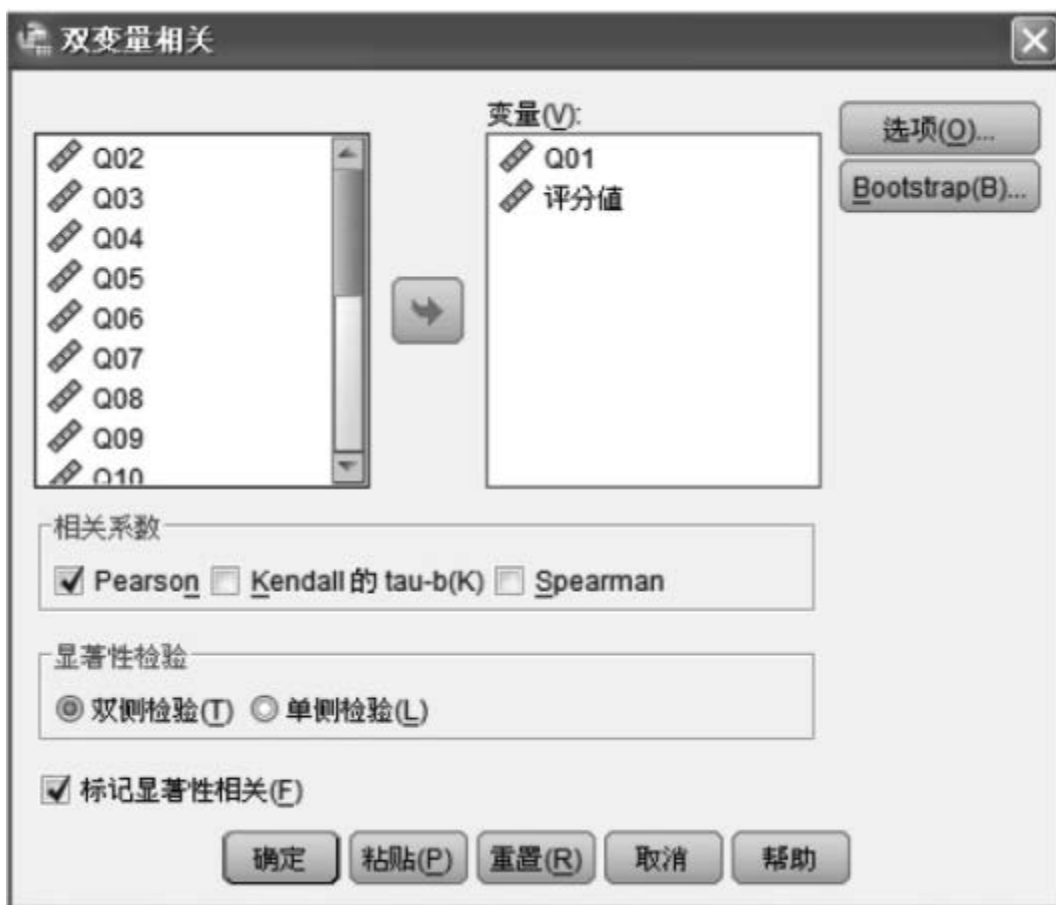 双变量相关
变量(V):
Q02
Q03
Q04
Q05
Q06
Q07
Q08
Q09
Q10
Q01
评分值
选项(O)...
Bootstrap(B)...
相关系数
Pearson Kendall 的 tau-b(K) Spearman
显著性检验
双侧检验(T) 单侧检验(L)
标记显著性相关(F)
确定 粘贴(P) 重置(R) 取消 帮助